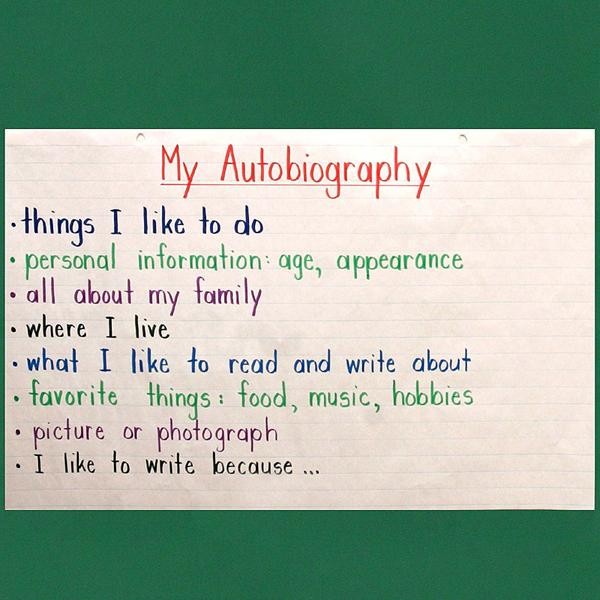 My Autobiography
· things I like to do
· personal information: age, appearance
· all about my family
· where I live
· what I like to read and write about
· favorite things: food, music, hobbies
· picture or photograph
· I like to write because ...